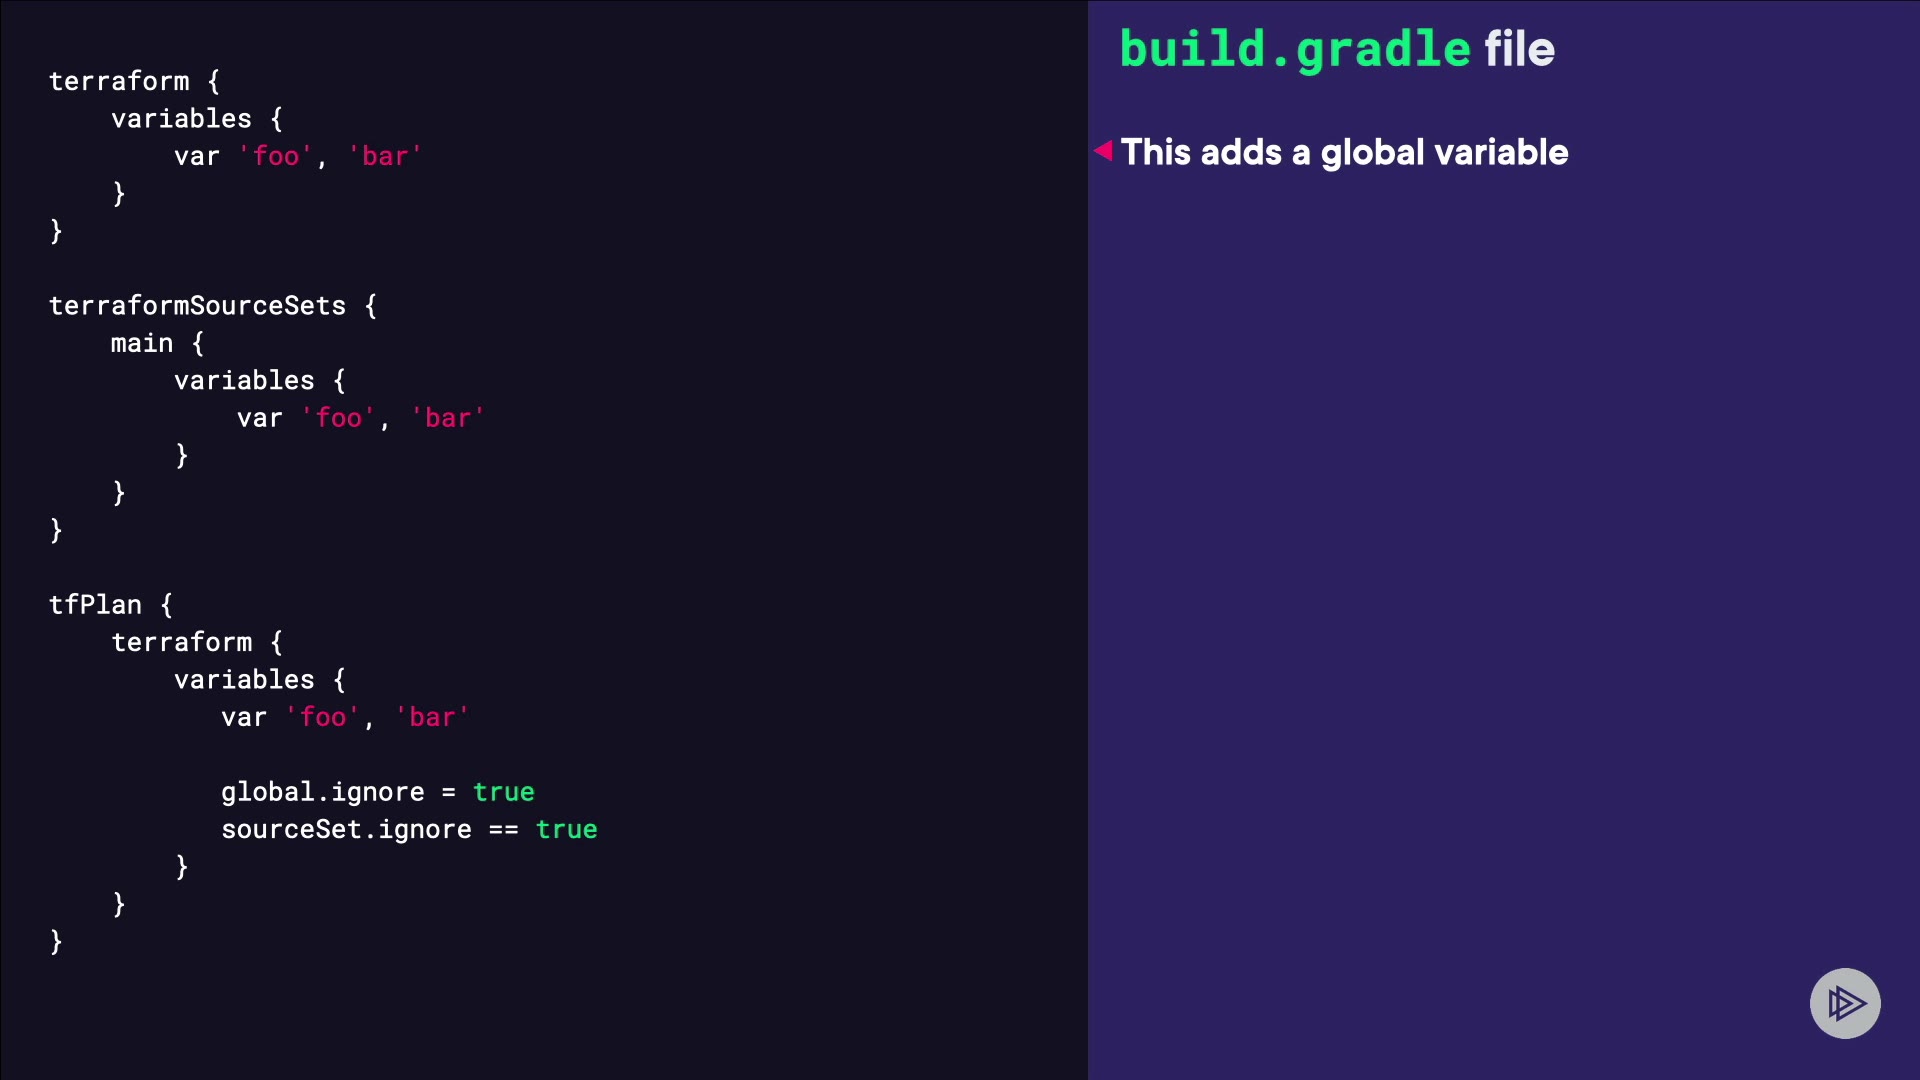 terraform {
variables {
var 'foo', 'bar'
}
}
terraformSourceSets {
main {
variables {
var 'foo', 'bar'
}
}
}
tfPlan {
terraform {
variables {
var 'foo', 'bar'
global.ignore = true
sourceSet.ignore == true
}
}
}
build.gradle file
This adds a global variable